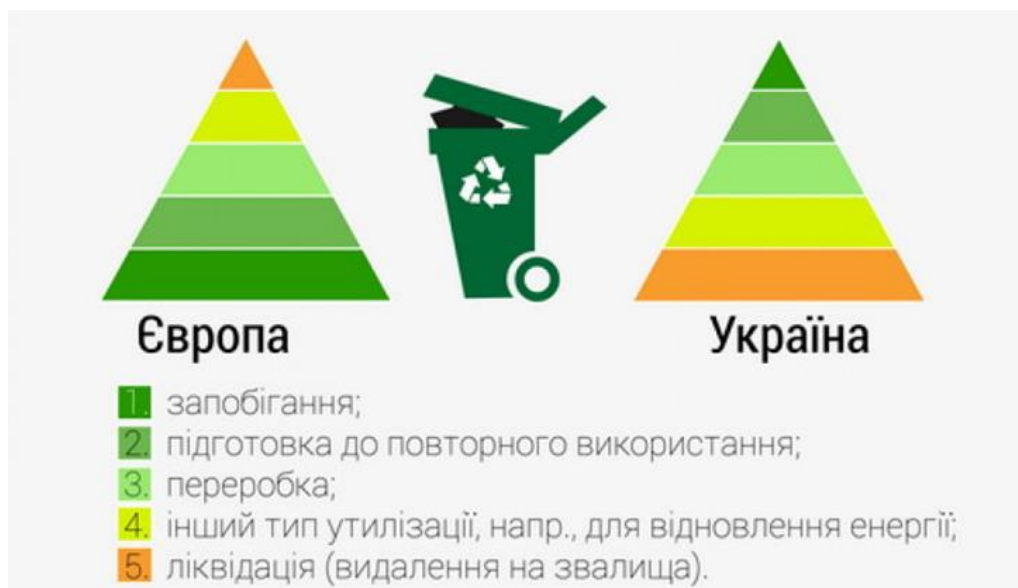 Європа
Україна
1. запобігання;
2. підготовка до повторного використання;
3. переробка;
4. інший тип утилізації, напр., для відновлення енергії;
5. ліквідація (видалення на звалища).